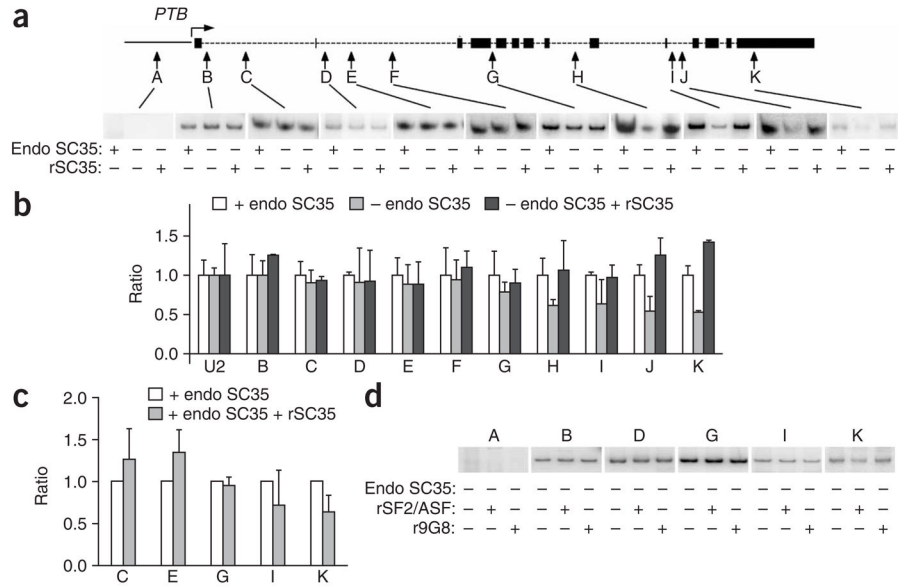 a
PTB
A B C D E F G H I J K
Endo SC35: + – – + – – + – – + – – + – – + – – + – – + – – + – – + – – + – –
rSC35: – – + – – + – – + – – + – – + – – + – – + – – + – – + – – + – – +
b
+ endo SC35 – endo SC35 – endo SC35 + rSC35
Ratio
1.5
1.0
0.5
0.0
U2 B C D E F G H I J K
c
+ endo SC35
+ endo SC35 + rSC35
Ratio
2.0
1.5
1.0
0.5
0.0
C E G I K
d
A B D G I K
Endo SC35: – – – – – – – – – – – – – – – – – –
rSF2/ASF: – + – – + – – + – – + – – + – – + –
r9G8: – – + – – + – – + – – + – – + – – +